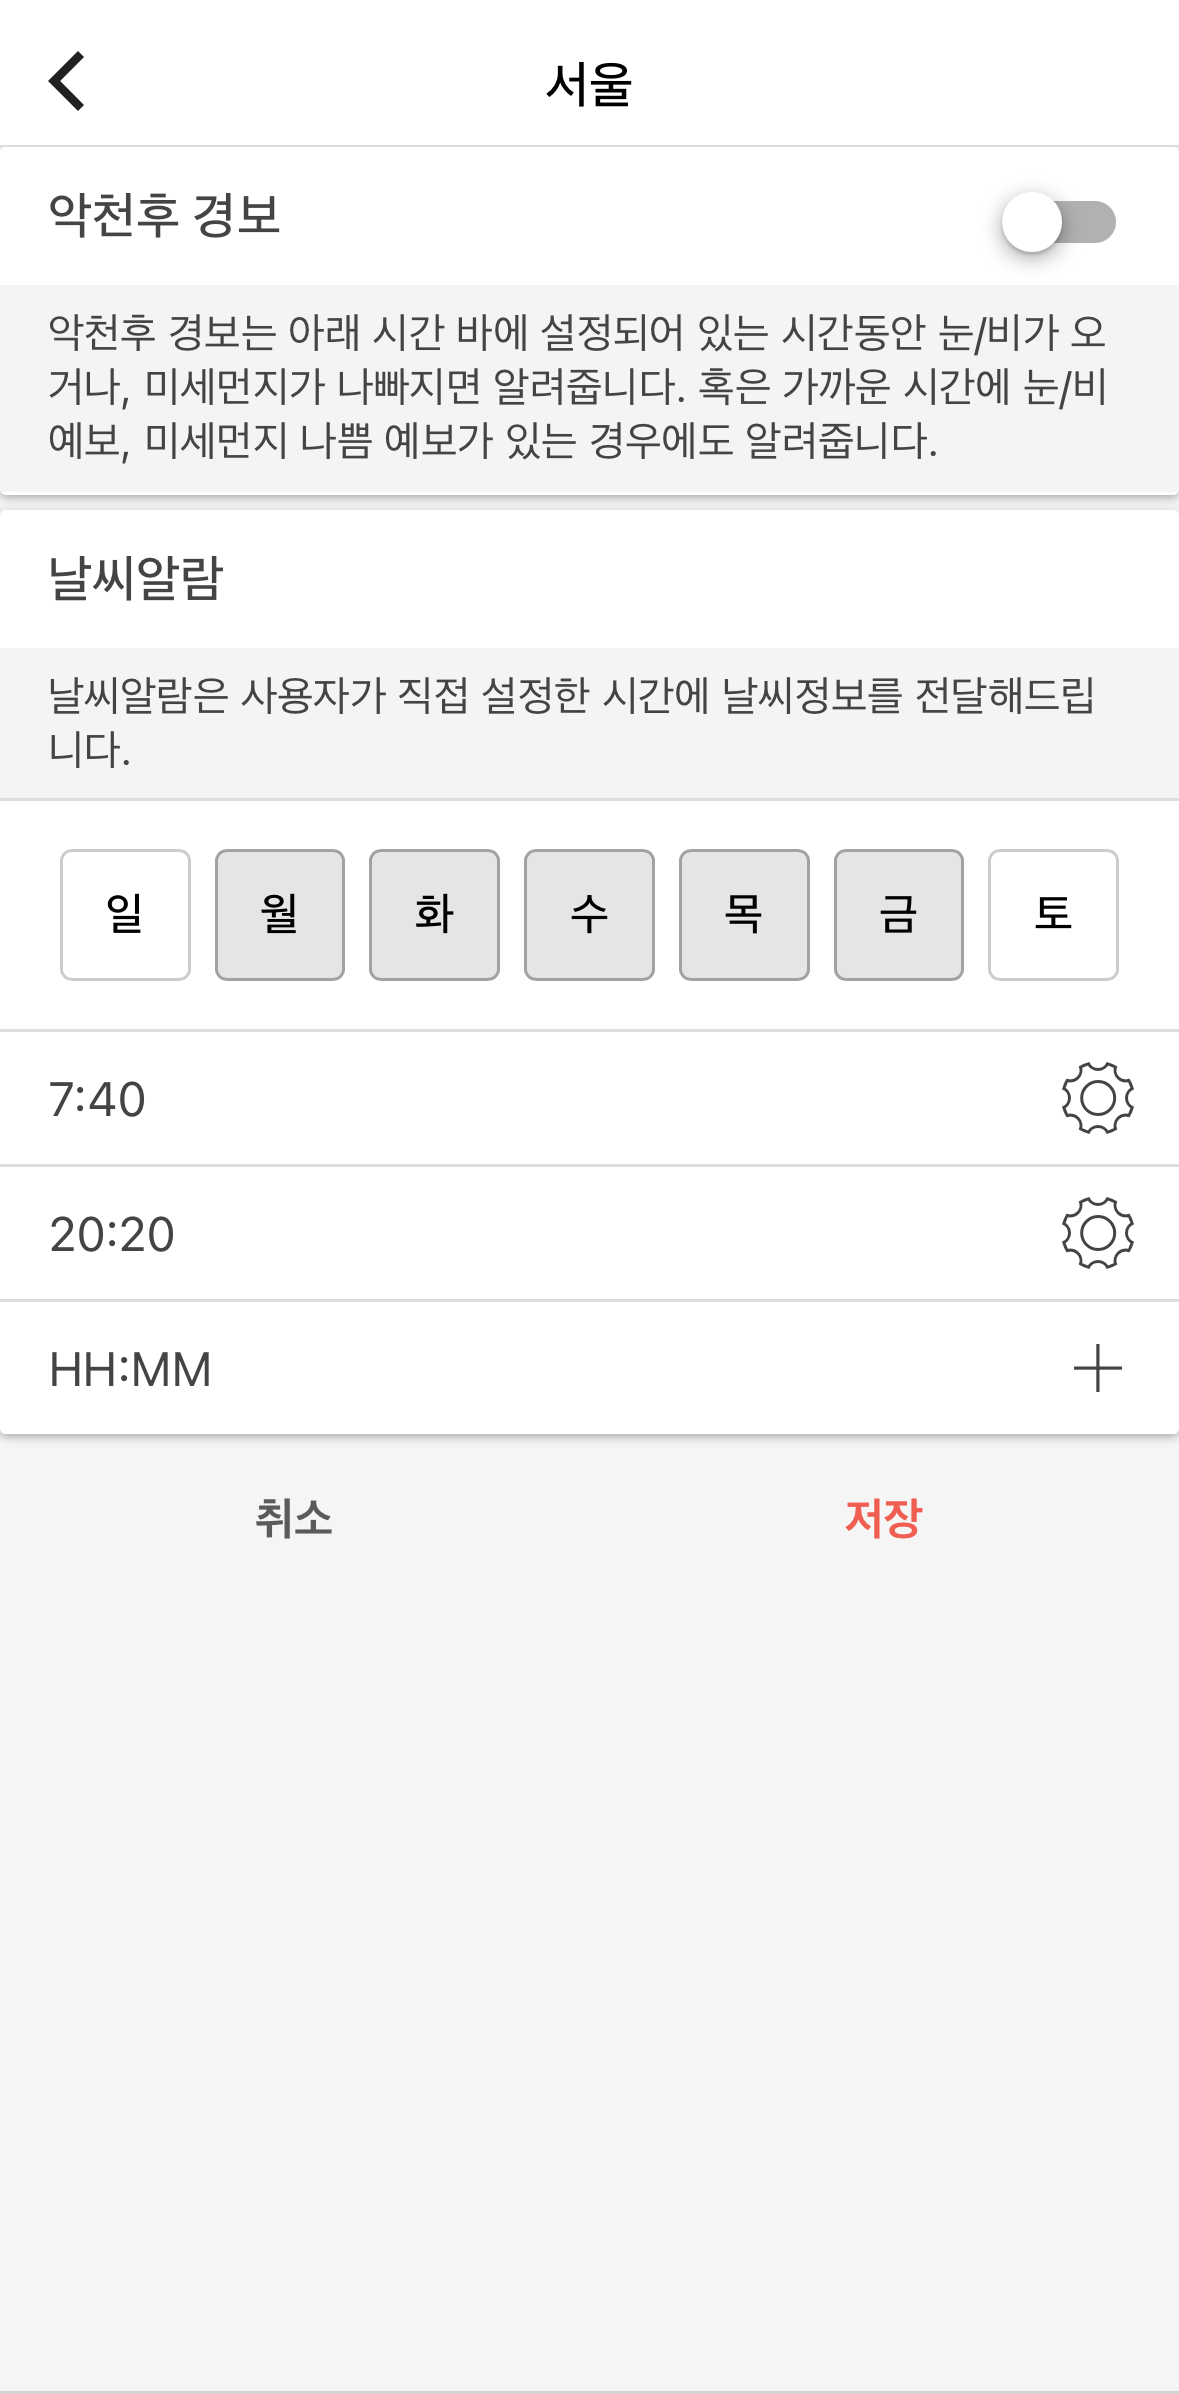 서울
악천후 경보
악천후 경보는 아래 시간 바에 설정되어 있는 시간동안 눈/비가 오
거나, 미세먼지가 나빠지면 알려줍니다. 혹은 가까운 시간에 눈/비
예보, 미세먼지 나쁨 예보가 있는 경우에도 알려줍니다.
날씨알람
날씨알람은 사용자가 직접 설정한 시간에 날씨정보를 전달해드립
니다.
일 월 화 수 목 금 토
7:40
20:20
HH:MM
취소 저장